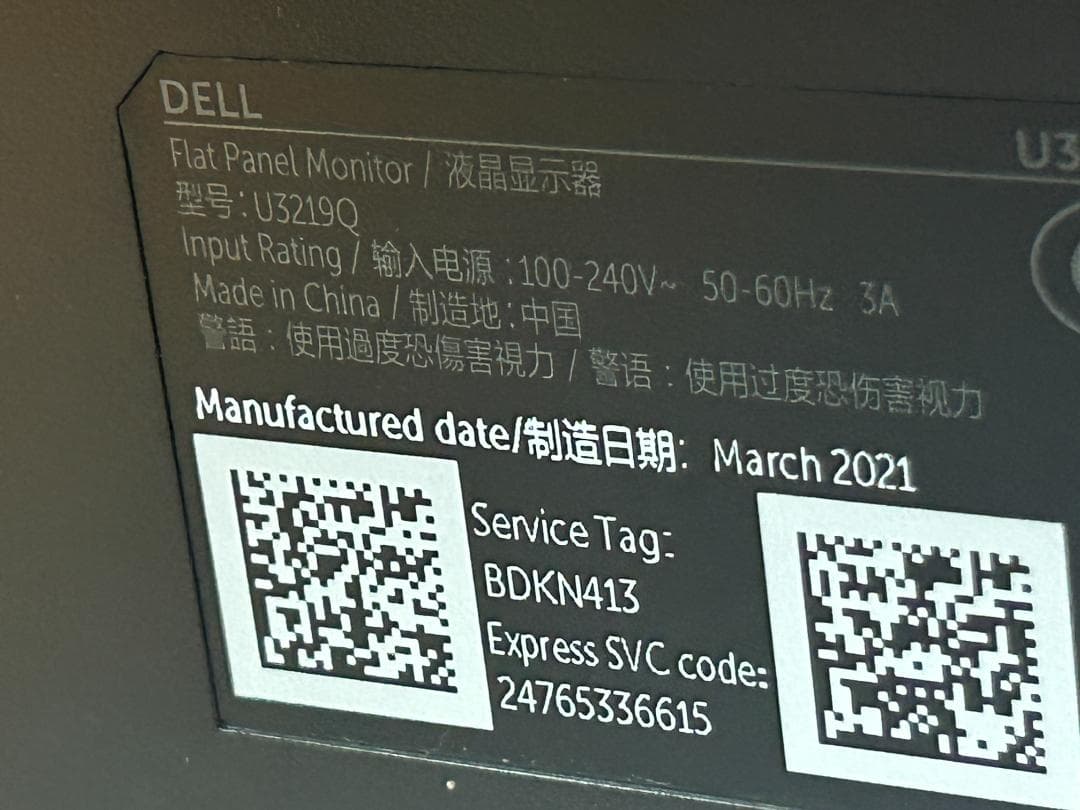 DELL
U3
Flat Panel Monitor / 液晶显示器
型号: U3219Q
Input Rating / 输入电源 : 100-240V~ 50-60Hz 3A
Made in China / 制造地: 中国
警語 : 使用過度恐傷害視力 / 警语 : 使用过度恐伤害视力
Manufactured date/制造日期: March 2021
Service Tag:
BDKN413
Express SVC code:
24765336615